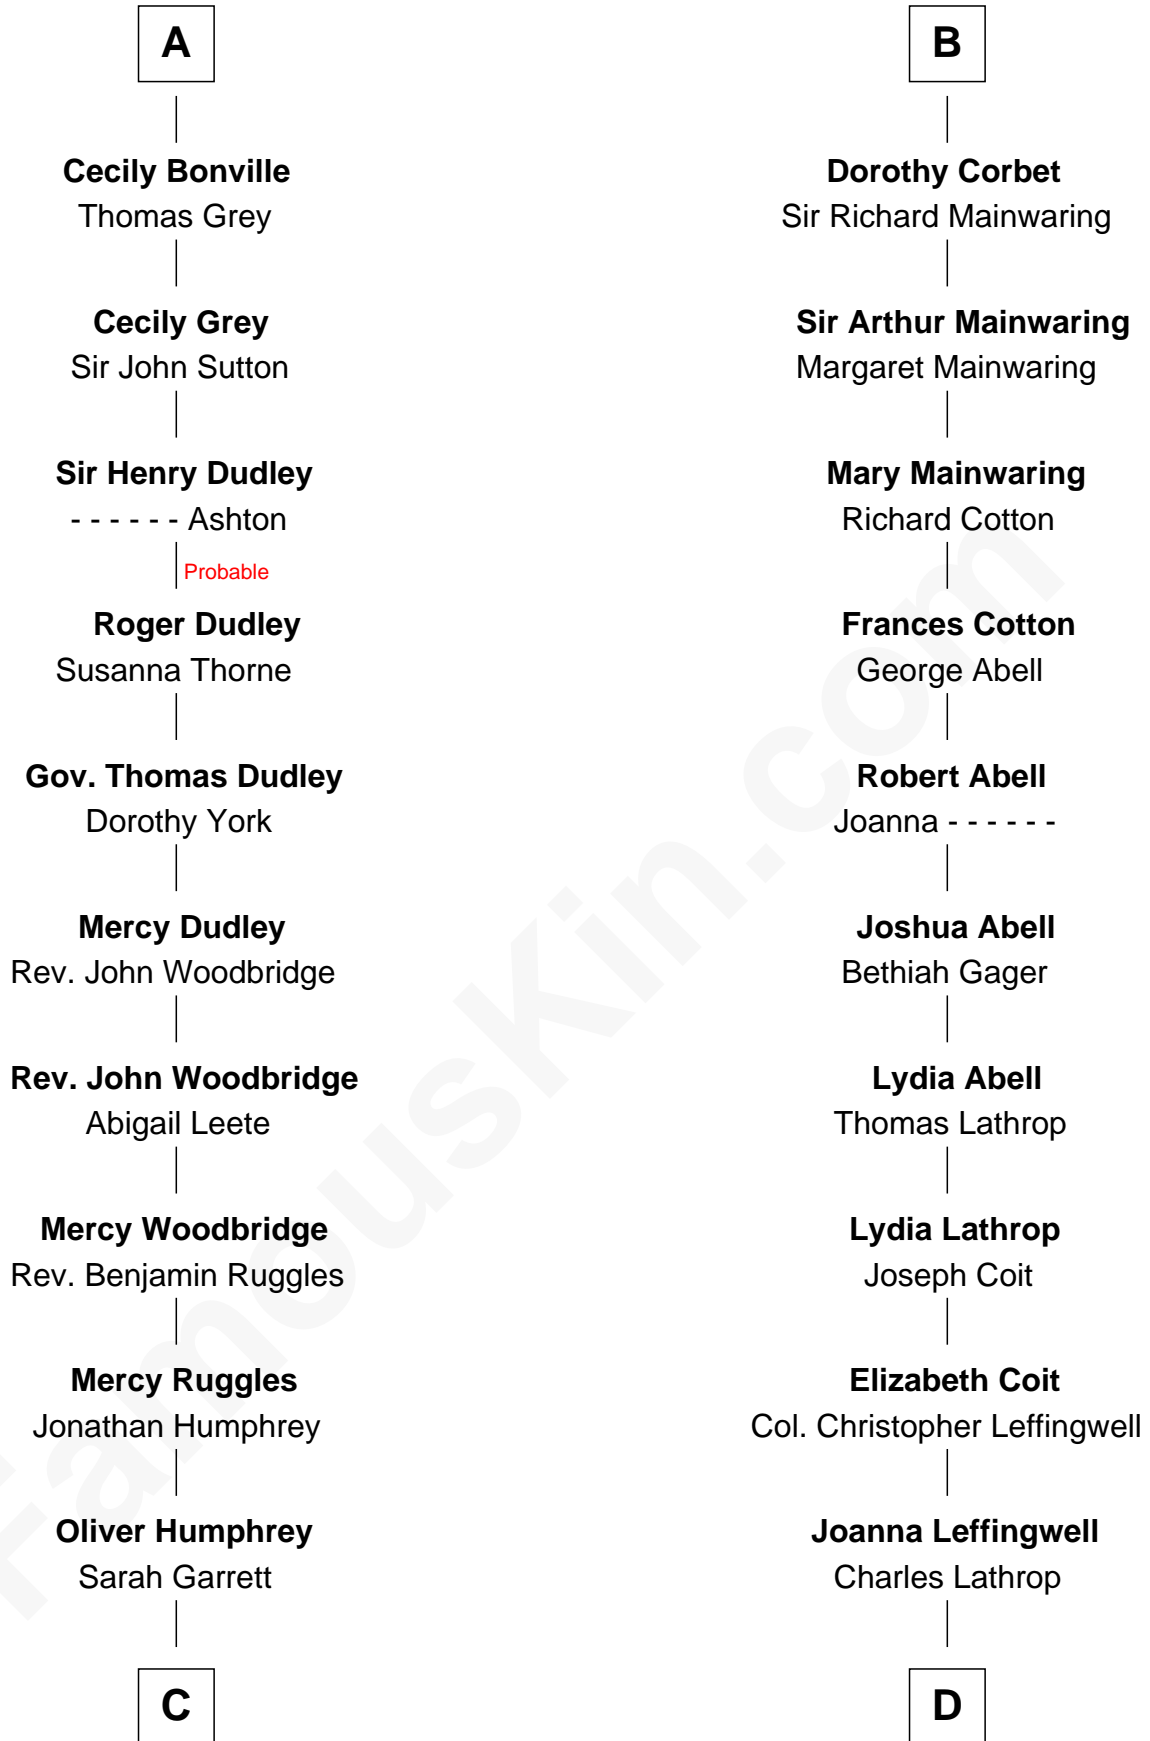 A
Cecily Bonville
Thomas Grey
Cecily Grey
Sir John Sutton
Sir Henry Dudley
- - - - - - Ashton
Probable
Roger Dudley
Susanna Thorne
Gov. Thomas Dudley
Dorothy York
Mercy Dudley
Rev. John Woodbridge
Rev. John Woodbridge
Abigail Leete
Mercy Woodbridge
Rev. Benjamin Ruggles
Mercy Ruggles
Jonathan Humphrey
Oliver Humphrey
Sarah Garrett
C
B
Dorothy Corbet
Sir Richard Mainwaring
Sir Arthur Mainwaring
Margaret Mainwaring
Mary Mainwaring
Richard Cotton
Frances Cotton
George Abell
Robert Abell
Joanna - - - - - -
Joshua Abell
Bethiah Gager
Lydia Abell
Thomas Lathrop
Lydia Lathrop
Joseph Coit
Elizabeth Coit
Col. Christopher Leffingwell
Joanna Leffingwell
Charles Lathrop
D
FamousKin.com